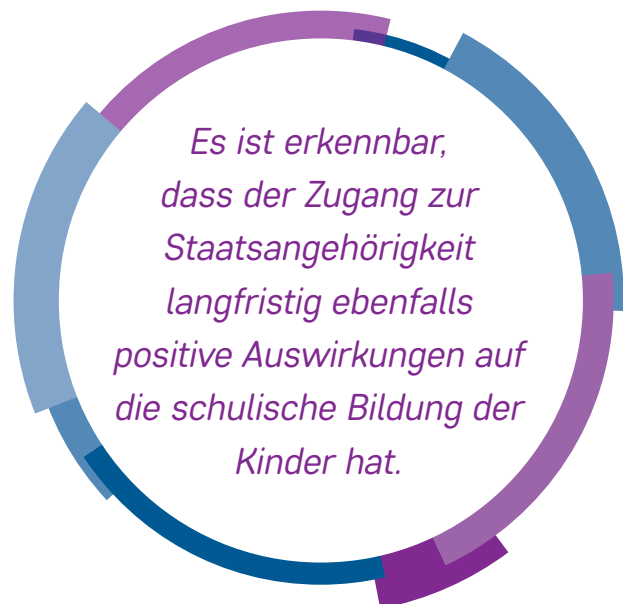 Es ist erkennbar,
dass der Zugang zur
Staatsangehörigkeit
langfristig ebenfalls
positive Auswirkungen auf
die schulische Bildung der
Kinder hat.